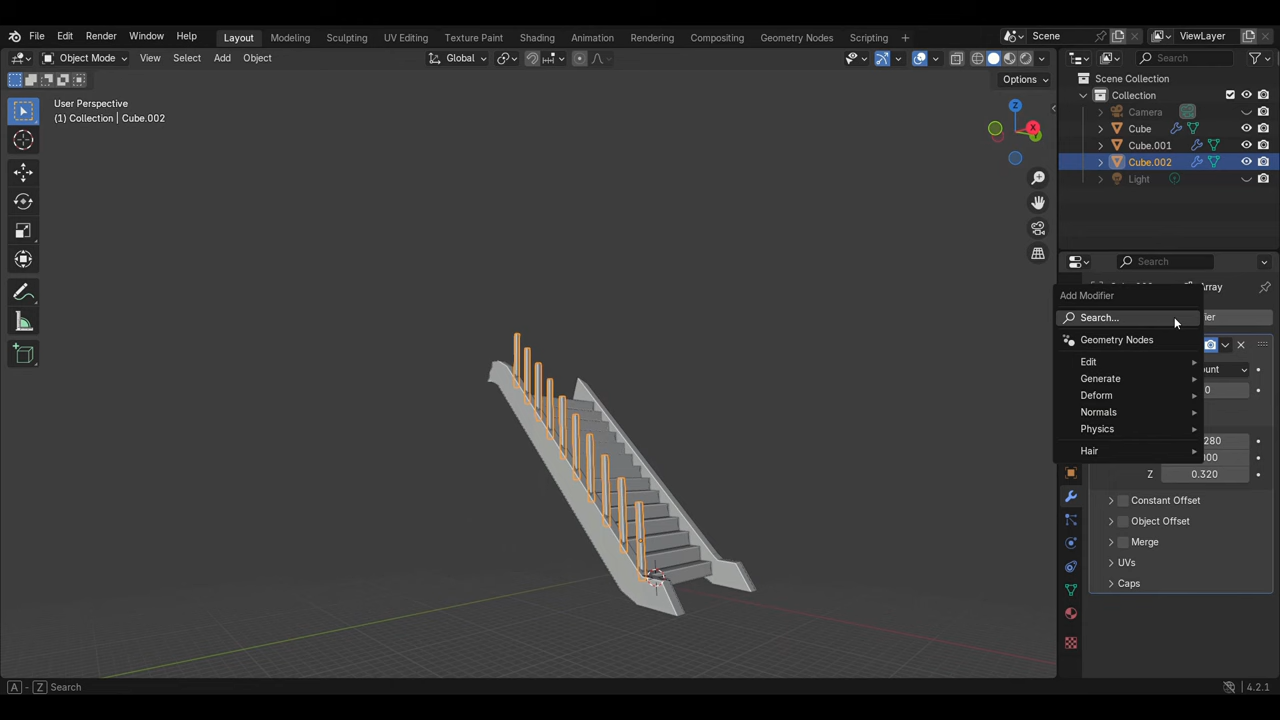 File Edit Render Window Help Layout Modeling Sculpting UV Editing Texture Paint Shading Animation Rendering Compositing Geometry Nodes Scripting Scene ViewLayer
Object Mode View Select Add Object Global Search
Options
Scene Collection
Collection
Camera
Cube
Cube.001
Cube.002
Light
User Perspective
(1) Collection | Cube.002
Z
X
Y
Search
Array
Add Modifier
Search...
Geometry Nodes
Edit
Generate
Deform
Normals
Physics
Hair
Z 0.320
Constant Offset
Object Offset
Merge
UVs
Caps
A - Z Search
4.2.1